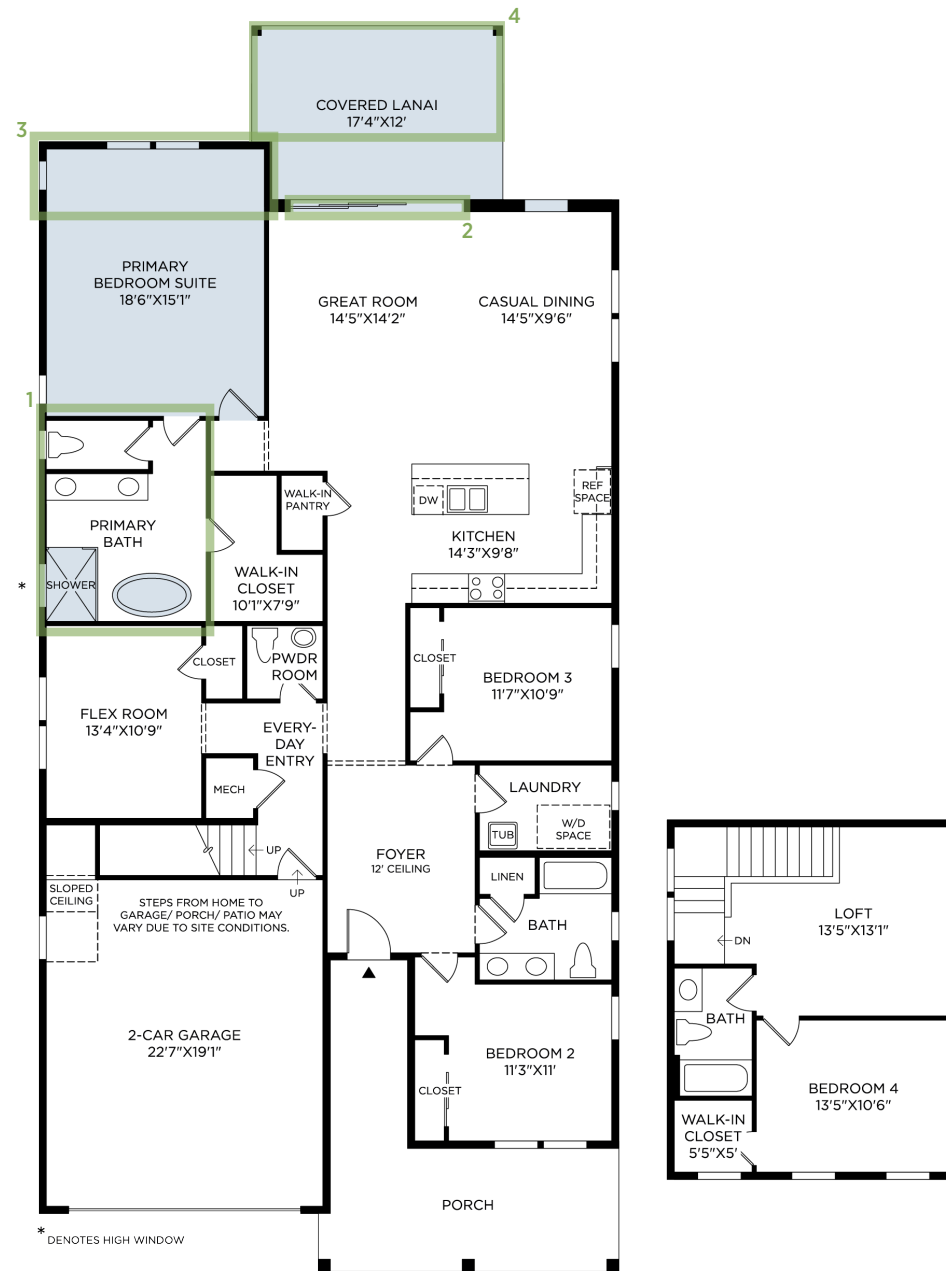 4
COVERED LANAI
17'4"X12'
3
2
PRIMARY
BEDROOM SUITE
18'6"X15'1"
GREAT ROOM
14'5"X14'2"
CASUAL DINING
14'5"X9'6"
1
WALK-IN
PANTRY
DW
REF
SPACE
KITCHEN
14'3"X9'8"
PRIMARY
BATH
* SHOWER
WALK-IN
CLOSET
10'1"X7'9"
CLOSET
PWDR
ROOM
CLOSET
BEDROOM 3
11'7"X10'9"
FLEX ROOM
13'4"X10'9"
EVERY-
DAY
ENTRY
MECH
LAUNDRY
TUB
W/D
SPACE
UP
UP
FOYER
12' CEILING
LINEN
BATH
SLOPED
CEILING
STEPS FROM HOME TO
GARAGE/ PORCH/ PATIO MAY
VARY DUE TO SITE CONDITIONS.
2-CAR GARAGE
22'7"X19'1"
BEDROOM 2
11'3"X11'
CLOSET
PORCH
* DENOTES HIGH WINDOW
LOFT
13'5"X13'1"
DN
BATH
BEDROOM 4
13'5"X10'6"
WALK-IN
CLOSET
5'5"X5'